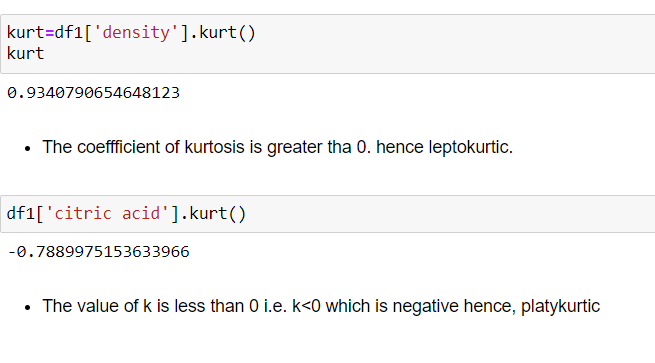 kurt=df1['density'].kurt()
kurt
0.9340790654648123
• The coeffficient of kurtosis is greater tha 0. hence leptokurtic.
df1['citric acid'].kurt()
-0.7889975153633966
• The value of k is less than 0 i.e. k<0 which is negative hence, platykurtic